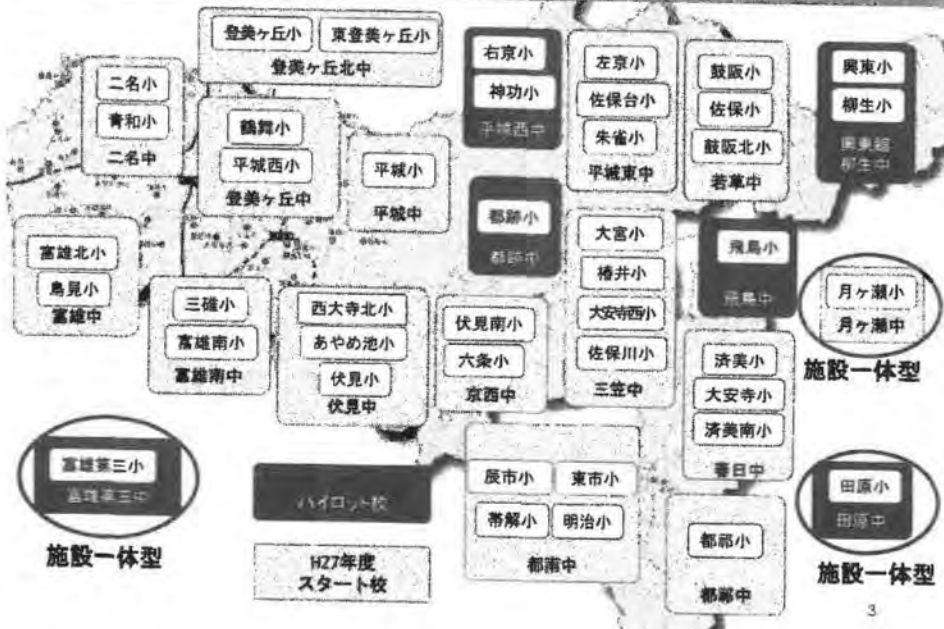 登美ヶ丘小 東登美ヶ丘小
登美ヶ丘北中
二名小
青和小
二名中
鶴舞小
平城西小
登美ヶ丘中
平城小
平城中
右京小
神功小
平城西中
左京小
佐保台小
朱雀小
平城東中
鼓阪小
佐保小
鼓阪北小
若草中
興東小
柳生小
興東館
柳生中
富雄北小
鳥見小
富雄中
三碓小
富雄南小
富雄南中
西大寺北小
あやめ池小
伏見小
伏見中
伏見南小
六条小
京西中
都跡小
都跡中
大宮小
椿井小
大安寺西小
佐保川小
三笠中
飛鳥小
飛鳥中
月ヶ瀬小
月ヶ瀬中
施設一体型
済美小
大安寺小
済美南小
春日中
富雄第三小
富雄第三中
施設一体型
パイロット校
H27年度
スタート校
辰市小 東市小
帯解小 明治小
都南中
都祁小
都祁中
田原小
田原中
施設一体型
3